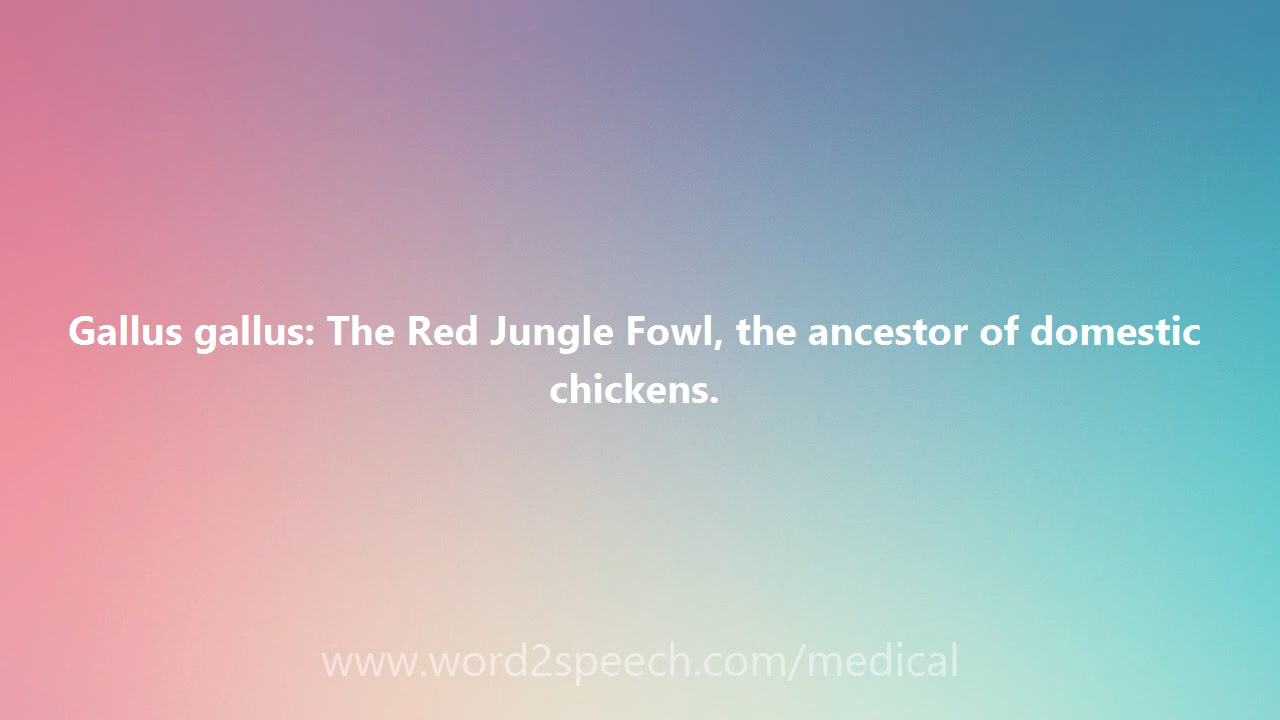 Gallus gallus: The Red Jungle Fowl, the ancestor of domestic
chickens.
www.word2speech.com/medical